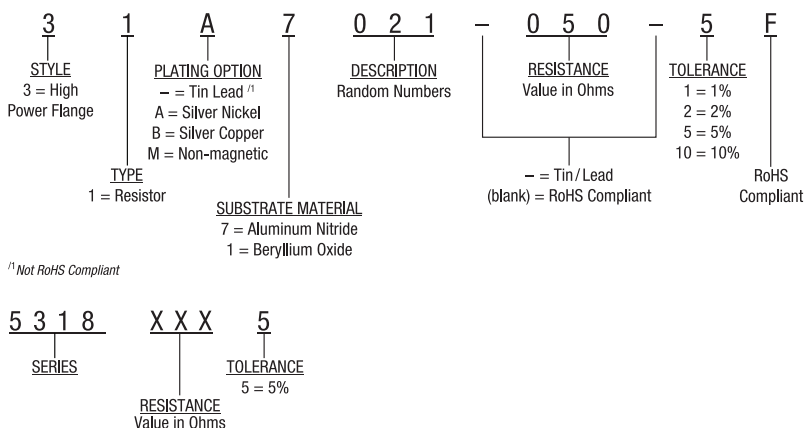 3 1 A 7 0 2 1 – 0 5 0 – 5 F
STYLE
3 = High
Power Flange
TYPE
1 = Resistor
PLATING OPTION
– = Tin Lead /1
A = Silver Nickel
B = Silver Copper
M = Non-magnetic
SUBSTRATE MATERIAL
7 = Aluminum Nitride
1 = Beryllium Oxide
DESCRIPTION
Random Numbers
RESISTANCE
Value in Ohms
– = Tin / Lead
(blank) = RoHS Compliant
TOLERANCE
1 = 1%
2 = 2%
5 = 5%
10 = 10%
RoHS
Compliant
/1 Not RoHS Compliant
5 3 1 8 X X X 5
SERIES
RESISTANCE
Value in Ohms
TOLERANCE
5 = 5%